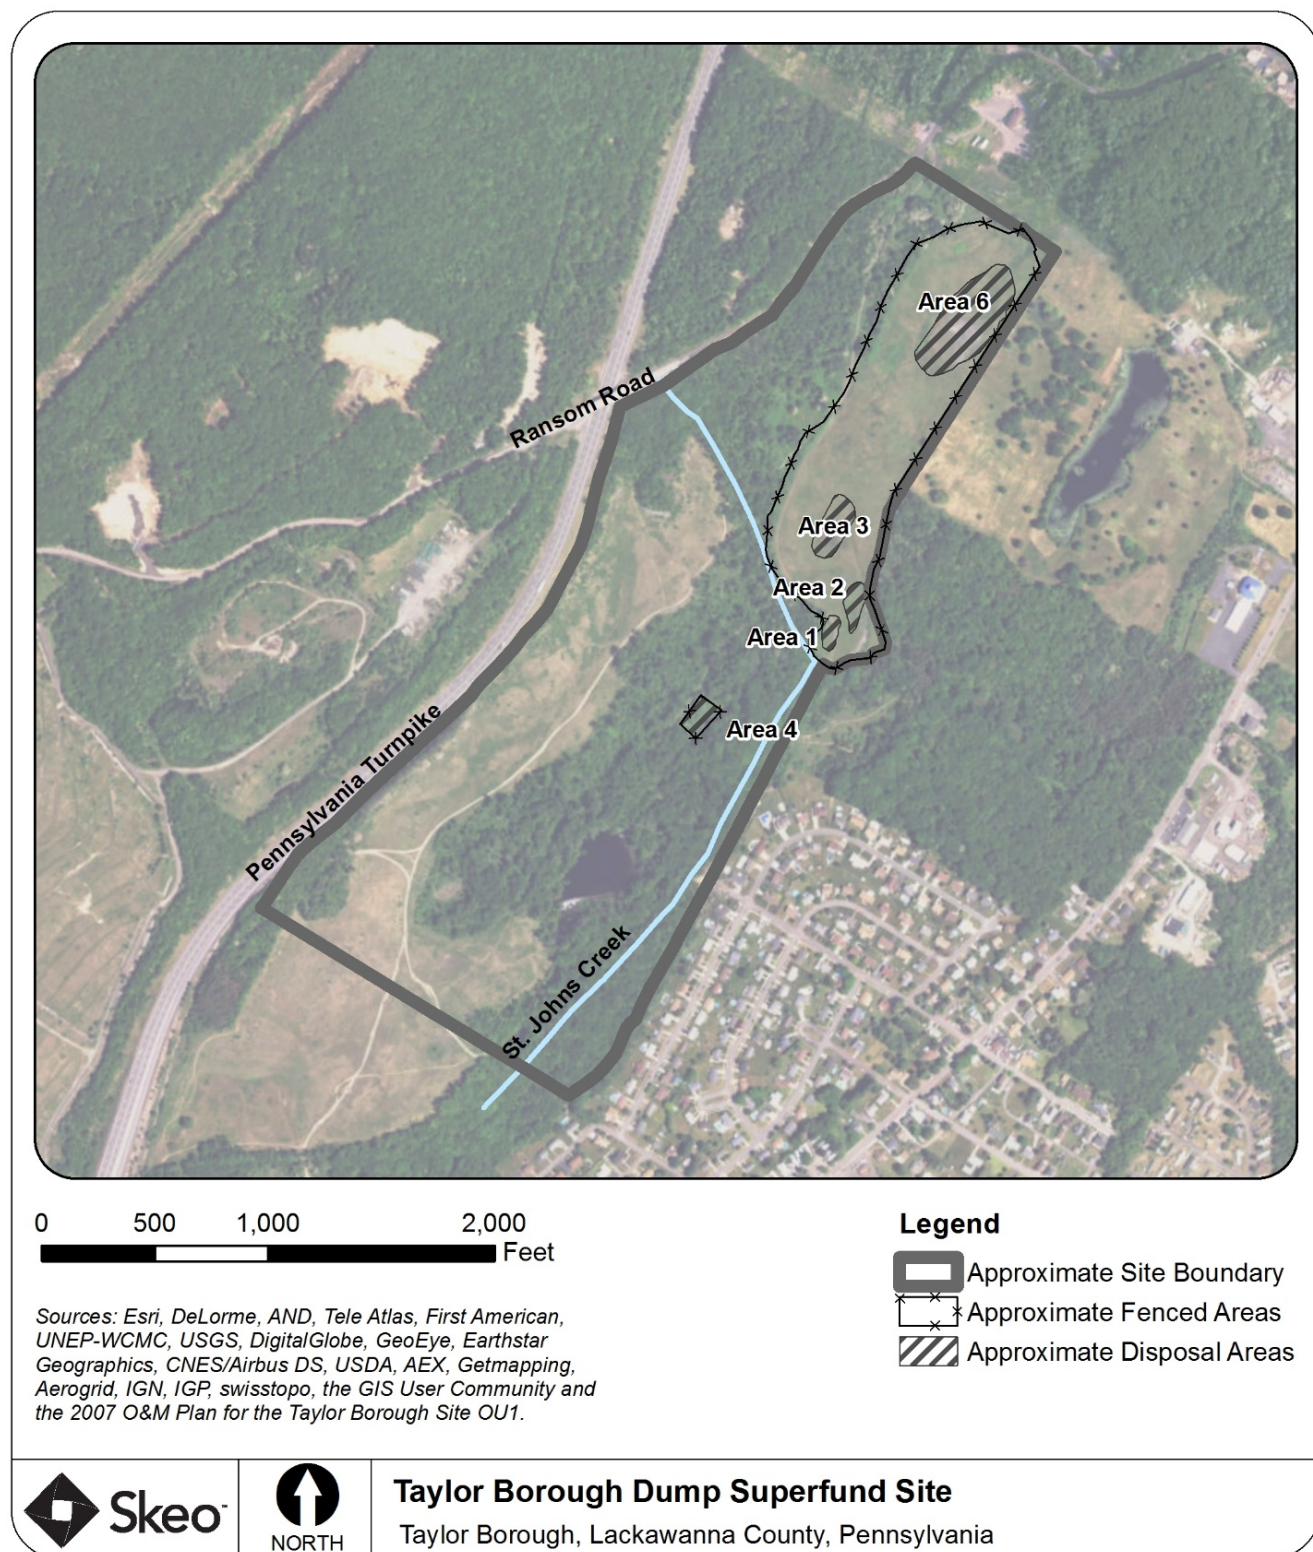 Area 6
Ransom Road
Area 3
Area 2
Area 1
Area 4
Pennsylvania Turnpike
St. Johns Creek
0 500 1,000 2,000
Feet
Legend
Approximate Site Boundary
Approximate Fenced Areas
Approximate Disposal Areas
Sources: Esri, DeLorme, AND, Tele Atlas, First American,
UNEP-WCMC, USGS, DigitalGlobe, GeoEye, Earthstar
Geographics, CNES/Airbus DS, USDA, AEX, Getmapping,
Aerogrid, IGN, IGP, swisstopo, the GIS User Community and
the 2007 O&M Plan for the Taylor Borough Site OU1.
Skeo
NORTH
Taylor Borough Dump Superfund Site
Taylor Borough, Lackawanna County, Pennsylvania